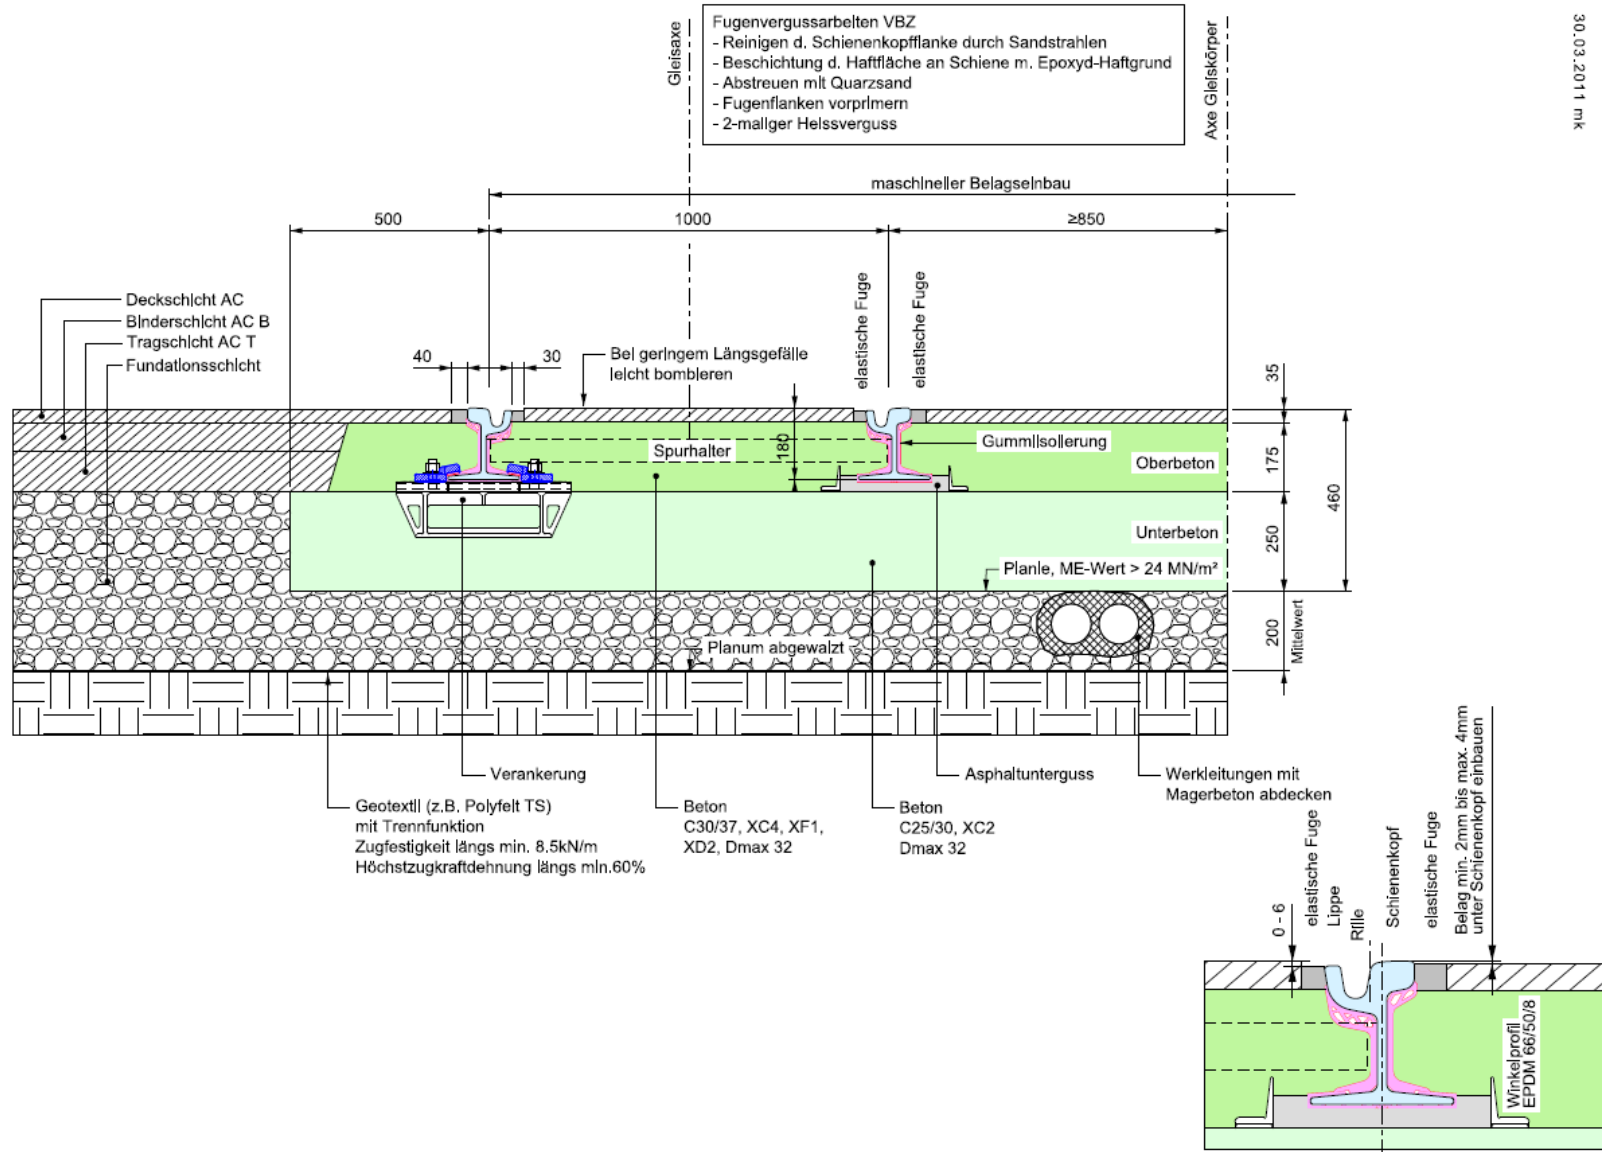 30.03.2011 mk
Gleisaxe
Fugenvergussarbeiten VBZ
- Reinigen d. Schienenkopfflanke durch Sandstrahlen
- Beschichtung d. Haftfläche an Schiene m. Epoxyd-Haftgrund
- Abstreuen mit Quarzsand
- Fugenflanken vorprimern
- 2-maliger Heissverguss
Axe Gleiskörper
maschineller Belagseinbau
500
1000
≥850
Deckschicht AC
Binderschicht AC B
Tragschicht AC T
Fundationsschicht
40
30
Bei geringem Längsgefälle
leicht bombieren
elastische Fuge
elastische Fuge
35
180
Spurhalter
Gummiisolierung
Oberbeton
175
460
Unterbeton
250
Planie, ME-Wert > 24 MN/m²
Planum abgewalzt
200
Mittelwert
Verankerung
Asphaltunterguss
Werkleitungen mit
Magerbeton abdecken
Geotextil (z.B. Polyfelt TS)
mit Trennfunktion
Zugfestigkeit längs min. 8.5kN/m
Höchstzugkraftdehnung längs min.60%
Beton
C30/37, XC4, XF1,
XD2, Dmax 32
Beton
C25/30, XC2
Dmax 32
0 - 6
elastische Fuge
Lippe
Rille
Schienenkopf
elastische Fuge
Belag min. 2mm bis max. 4mm
unter Schienenkopf einbauen
Winkelprofil
EPDM 66/50/8